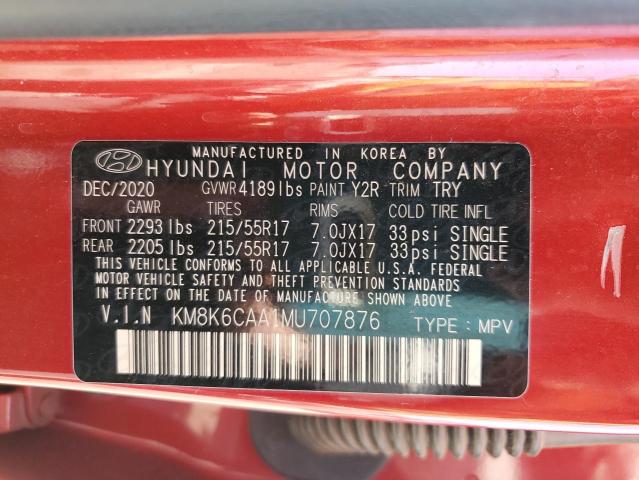 MANUFACTURED IN KOREA BY
HYUNDAI MOTOR COMPANY
DEC/2020 GVWR 4189 lbs PAINT Y2R TRIM TRY
GAWR TIRES RIMS COLD TIRE INFL
FRONT 2293 lbs 215/55R17 7.0JX17 33psi SINGLE
REAR 2205 lbs 215/55R17 7.0JX17 33psi SINGLE
THIS VEHICLE CONFORMS TO ALL APPLICABLE U.S.A. FEDERAL
MOTOR VEHICLE SAFETY, BUMPER, AND THEFT PREVENTION STANDARDS
IN EFFECT ON THE DATE OF MANUFACTURE SHOWN ABOVE.
V.I.N KM8K6CAA1MU707876 TYPE : MPV